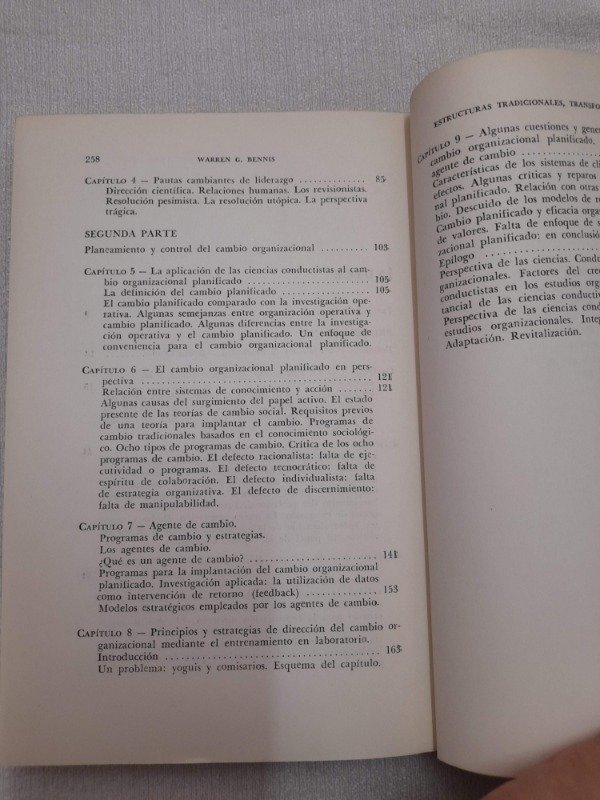 258 WARREN G. BENNIS
CAPÍTULO 4 — Pautas cambiantes de liderazgo ................. 85
Dirección científica. Relaciones humanas. Los revisionistas.
Resolución pesimista. La resolución utópica. La perspectiva
trágica.
SEGUNDA PARTE
Planeamiento y control del cambio organizacional .......... 103
CAPÍTULO 5 — La aplicación de las ciencias conductistas al cam-
bio organizacional planificado ........................ 105
La definición del cambio planificado .................. 105
El cambio planificado comparado con la investigación ope-
rativa. Algunas semejanzas entre organización operativa y
cambio planificado. Algunas diferencias entre la investiga-
ción operativa y el cambio planificado. Un enfoque de
conveniencia para el cambio organizacional planificado.
CAPÍTULO 6 — El cambio organizacional planificado en pers-
pectiva ............................................. 121
Relación entre sistemas de conocimiento y acción ....... 121
Algunas causas del surgimiento del papel activo. El estado
presente de las teorías de cambio social. Requisitos previos
de una teoría para implantar el cambio. Programas de
cambio tradicionales basados en el conocimiento sociológi-
co. Ocho tipos de programas de cambio. Crítica de los ocho
programas de cambio. El defecto racionalista: falta de eje-
cutividad o programas. El defecto tecnocrático: falta de
espíritu de colaboración. El defecto individualista: falta
de estrategia organizativa. El defecto de discernimiento:
falta de manipulabilidad.
CAPÍTULO 7 — Agente de cambio.
Programas de cambio y estrategias.
Los agentes de cambio.
¿Qué es un agente de cambio? ........................ 141
Programas para la implantación del cambio organizacional
planificado. Investigación aplicada: la utilización de datos
como intervención de retorno (feedback) ............... 153
Modelos estratégicos empleados por los agentes de cambio.
CAPÍTULO 8 — Principios y estrategias de dirección del cambio or-
ganizacional mediante el entrenamiento en laboratorio.
Introducción ........................................ 163
Un problema: yoguis y comisarios. Esquema del capítulo.
ESTRUCTURAS TRADICIONALES,
CAPÍTULO 9 — Algunas cuestiones y
cambio organizacional planificado.
agente de cambio ...............
Características de los sistemas de
efectos. Algunas críticas y reparos
nal planificado. Relación con otras
bio. Descuido de los modelos de
Cambio planificado y eficacia
de valores. Falta de enfoque de
zacional planificado: en conclusión
Epílogo ........................
Perspectiva de las ciencias.
ganizacionales. Factores del
conductistas en los estudios
tancial de las ciencias
Perspectiva de las ciencias
estudios organizacionales.
Adaptación. Revitalización.